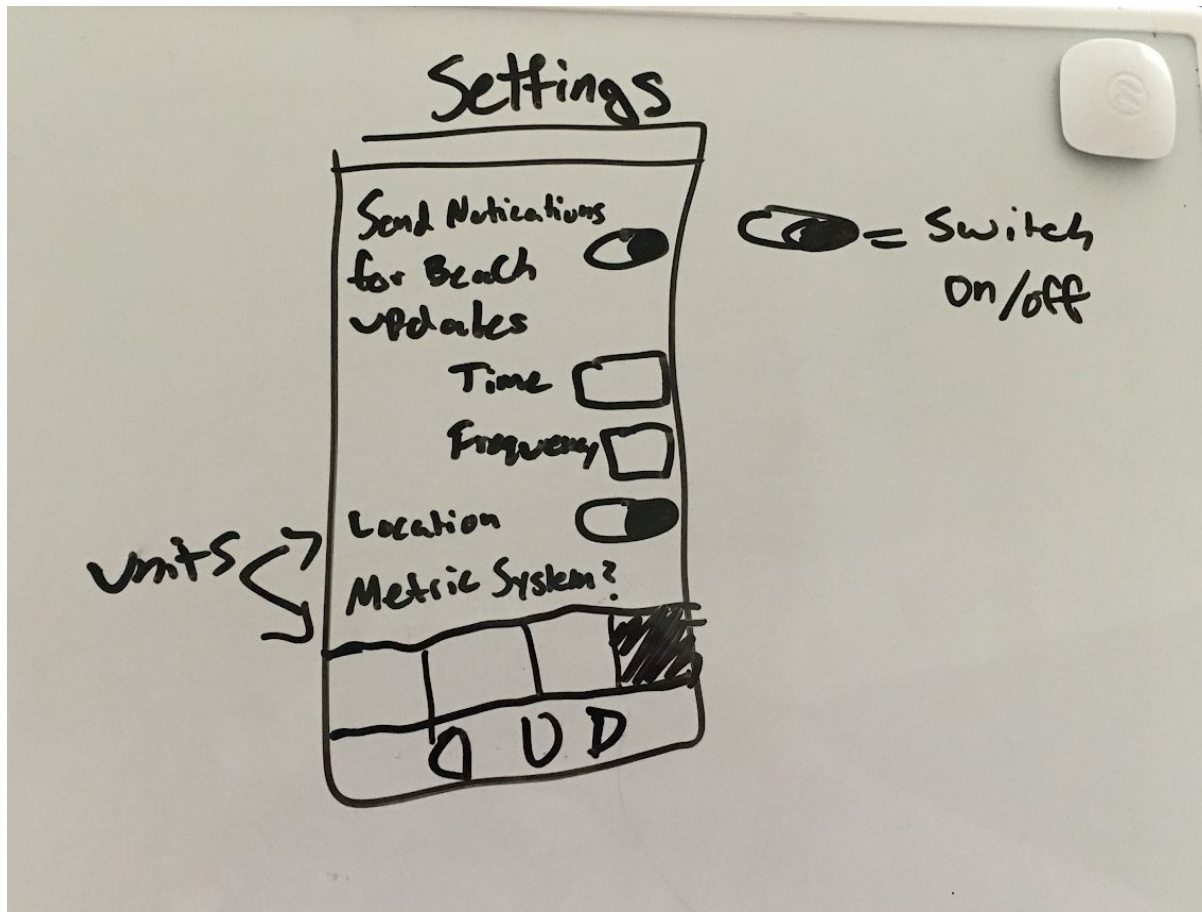 Settings
Send Notications
for Beach
updates
Time
Frequency
Location
Metric System?
units
= Switch
on/off